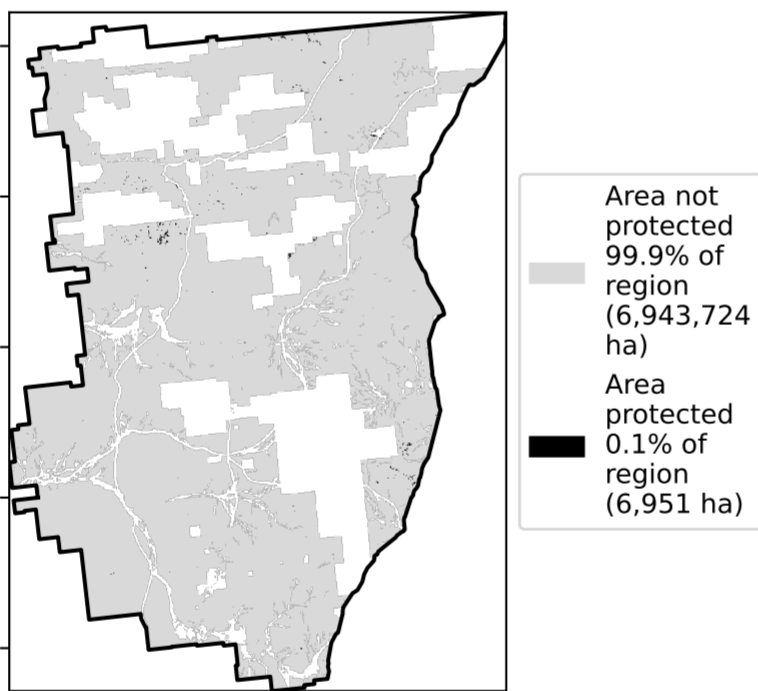 Area not
protected
99.9% of
region
(6,943,724
ha)
Area
protected
0.1% of
region
(6,951 ha)